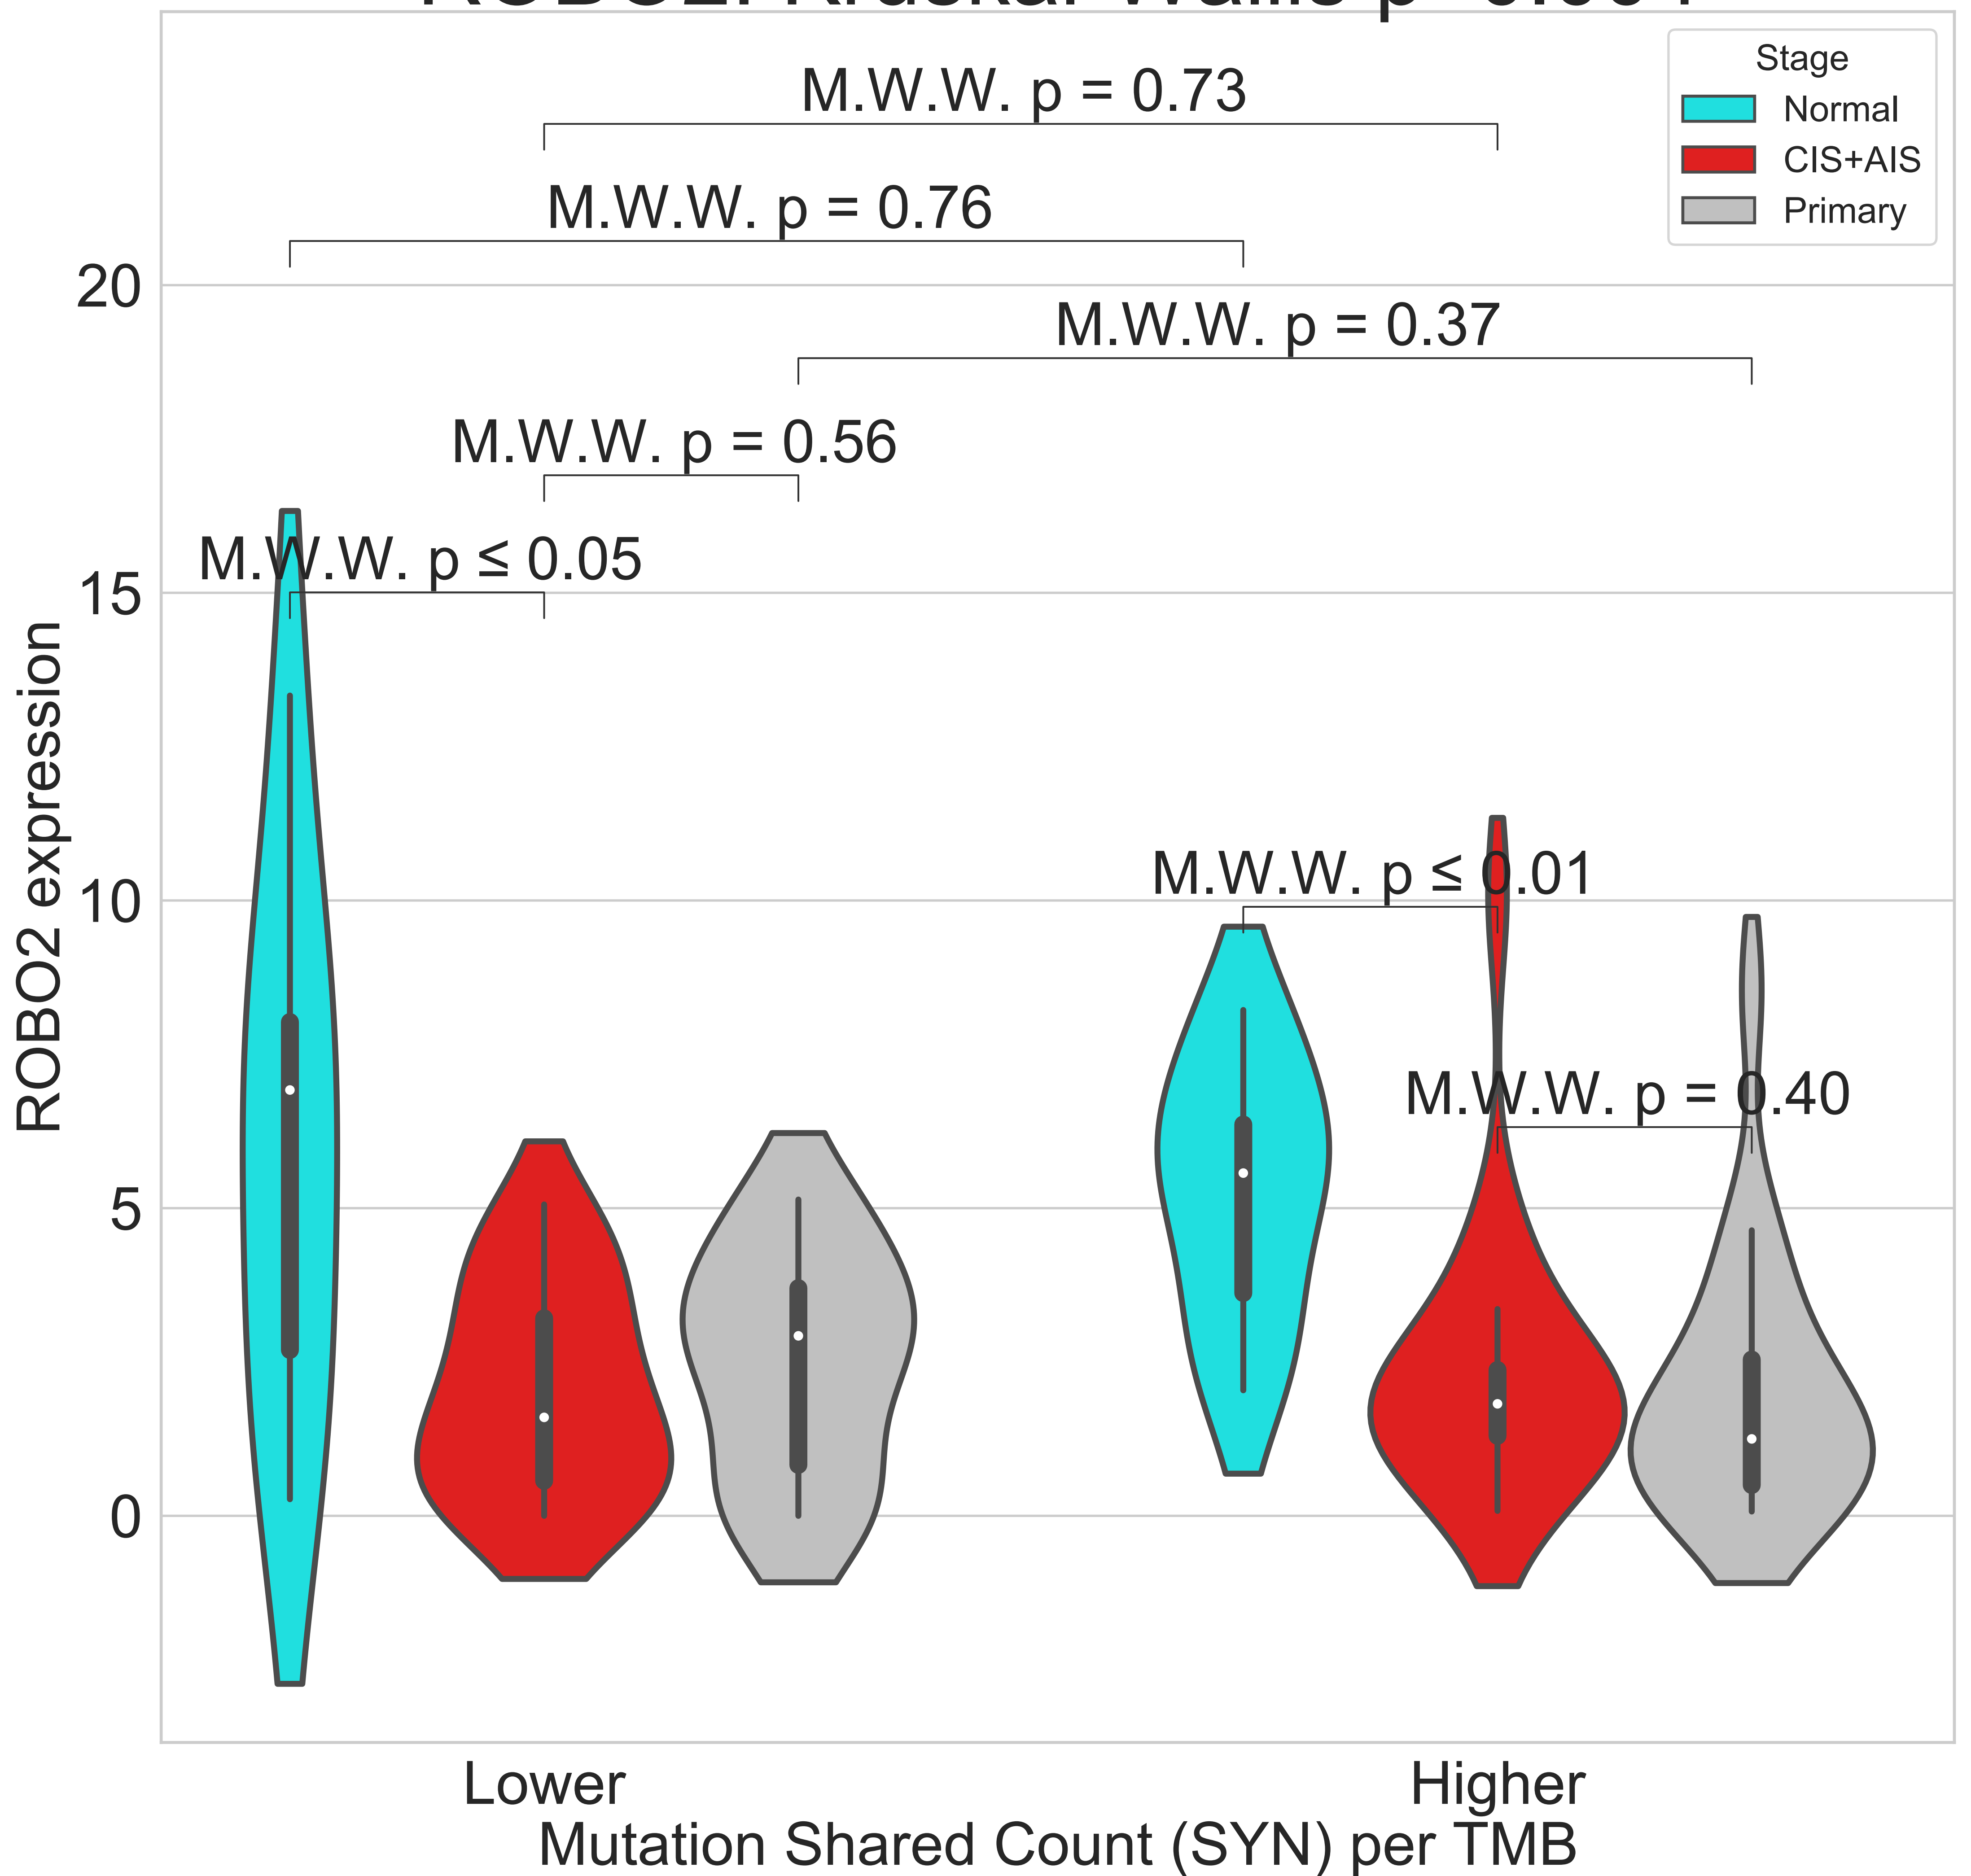 Stage
Normal
CIS+AIS
Primary
M.W.W. p = 0.73
M.W.W. p = 0.76
M.W.W. p = 0.37
M.W.W. p = 0.56
M.W.W. p ≤ 0.05
M.W.W. p ≤ 0.01
M.W.W. p = 0.40
20
15
10
5
0
ROBO2 expression
Lower
Higher
Mutation Shared Count (SYN) per TMB